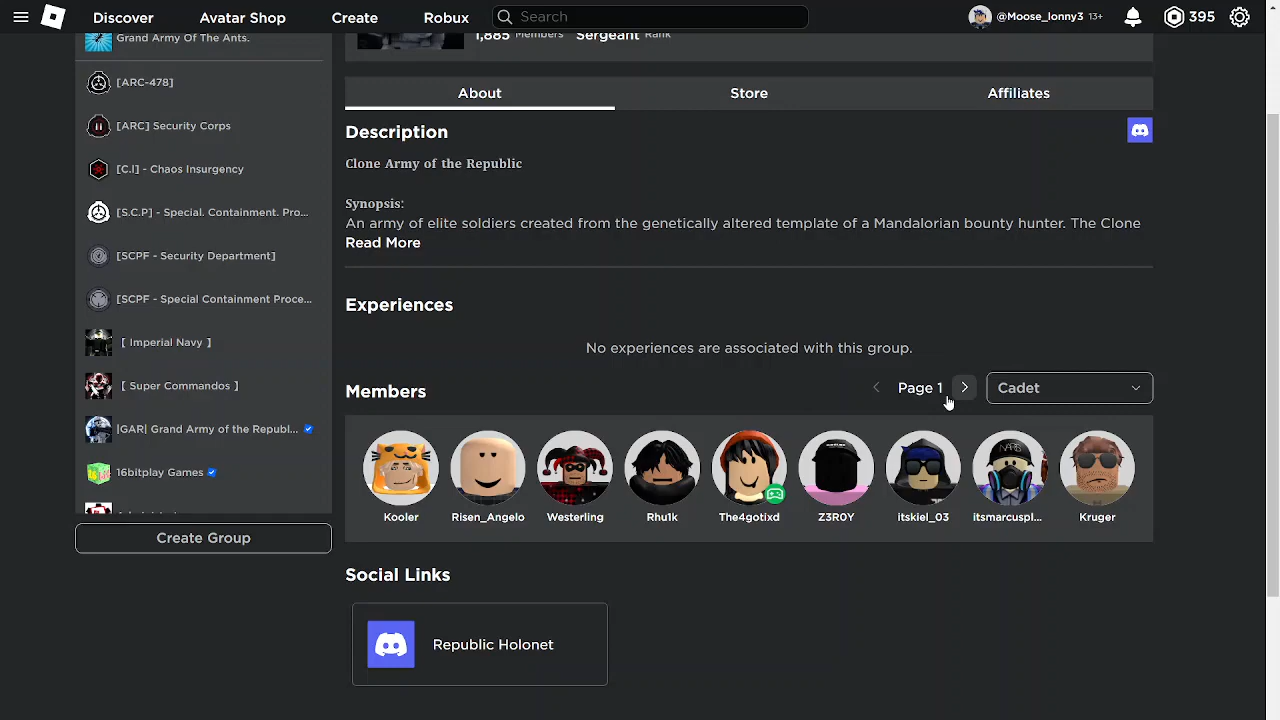 Discover
Avatar Shop
Create
Robux
Search
@Moose_lonny3 13+
395
Grand Army Of The Ants.
[ARC-478]
[ARC] Security Corps
[C.I] - Chaos Insurgency
[S.C.P] - Special. Containment. Pro...
[SCPF - Security Department]
[SCPF - Special Containment Proce...
[ Imperial Navy ]
[ Super Commandos ]
|GAR| Grand Army of the Republ...
16bitplay Games
Create Group
1,885 Members
Sergeant Rank
About
Store
Affiliates
Description
Clone Army of the Republic
Synopsis:
An army of elite soldiers created from the genetically altered template of a Mandalorian bounty hunter. The Clone
Read More
Experiences
No experiences are associated with this group.
Members
Page 1
Cadet
Kooler
Risen_Angelo
Westerling
Rhu1k
The4gotixd
Z3R0Y
itskiel_03
itsmarcuspl...
Kruger
Social Links
Republic Holonet